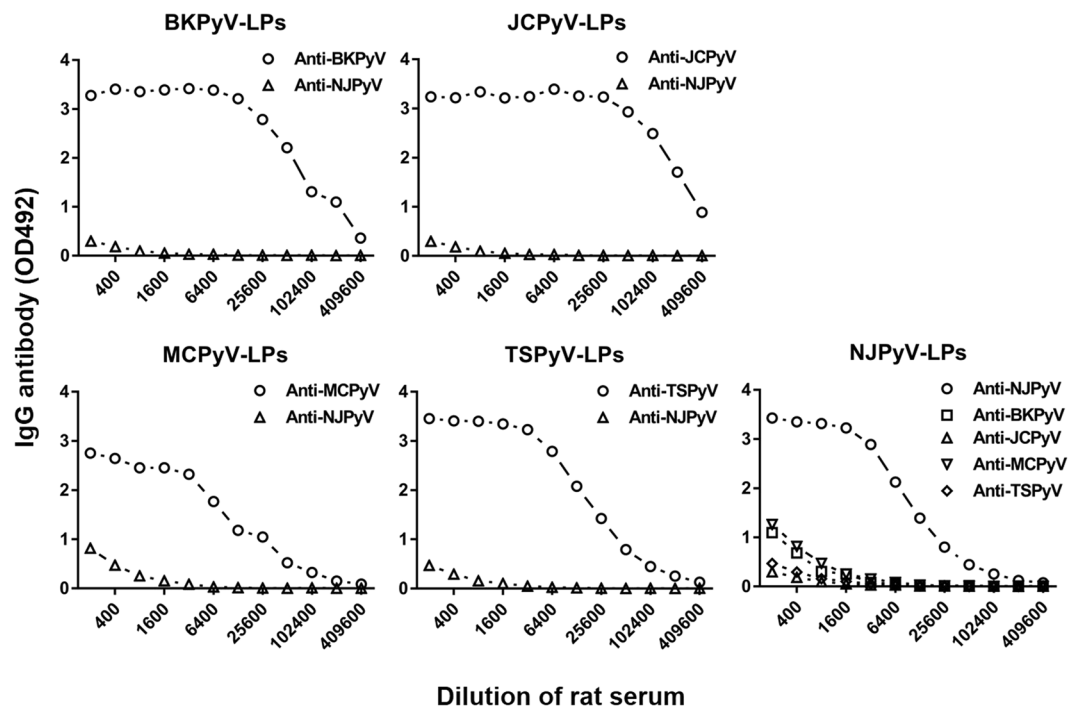 BKPyV-LPs
Anti-BKPyV
Anti-NJPyV
4
3
2
1
0
400
1600
6400
25600
102400
409600
JCPyV-LPs
Anti-JCPyV
Anti-NJPyV
4
3
2
1
0
400
1600
6400
25600
102400
409600
IgG antibody (OD492)
MCPyV-LPs
Anti-MCPyV
Anti-NJPyV
4
3
2
1
0
400
1600
6400
25600
102400
409600
TSPyV-LPs
Anti-TSPyV
Anti-NJPyV
4
3
2
1
0
400
1600
6400
25600
102400
409600
NJPyV-LPs
Anti-NJPyV
Anti-BKPyV
Anti-JCPyV
Anti-MCPyV
Anti-TSPyV
4
3
2
1
0
400
1600
6400
25600
102400
409600
Dilution of rat serum